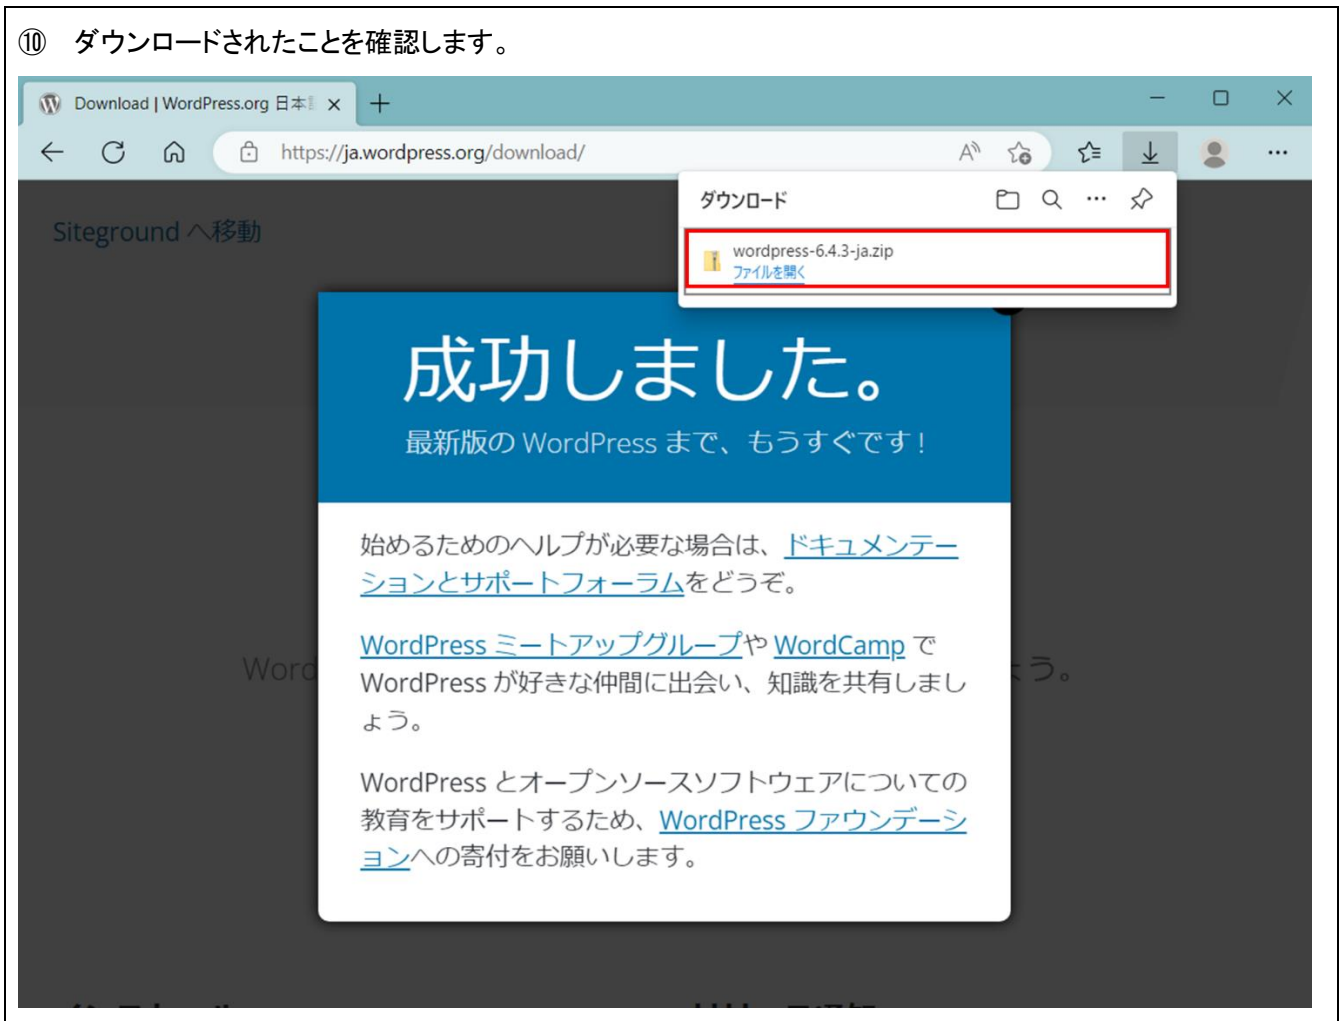 ⑩ ダウンロードされたことを確認します。
Download | WordPress.org 日本
https://ja.wordpress.org/download/
ダウンロード
wordpress-6.4.3-ja.zip
ファイルを開く
Siteground へ移動
成功しました。
最新版の WordPress まで、もうすぐです!
始めるためのヘルプが必要な場合は、ドキュメンテー
ションとサポートフォーラムをどうぞ。
WordPress ミートアップグループや WordCamp で
WordPress が好きな仲間に出会い、知識を共有しまし
ょう。
WordPress とオープンソースソフトウェアについての
教育をサポートするため、WordPress ファウンデーシ
ョンへの寄付をお願いします。